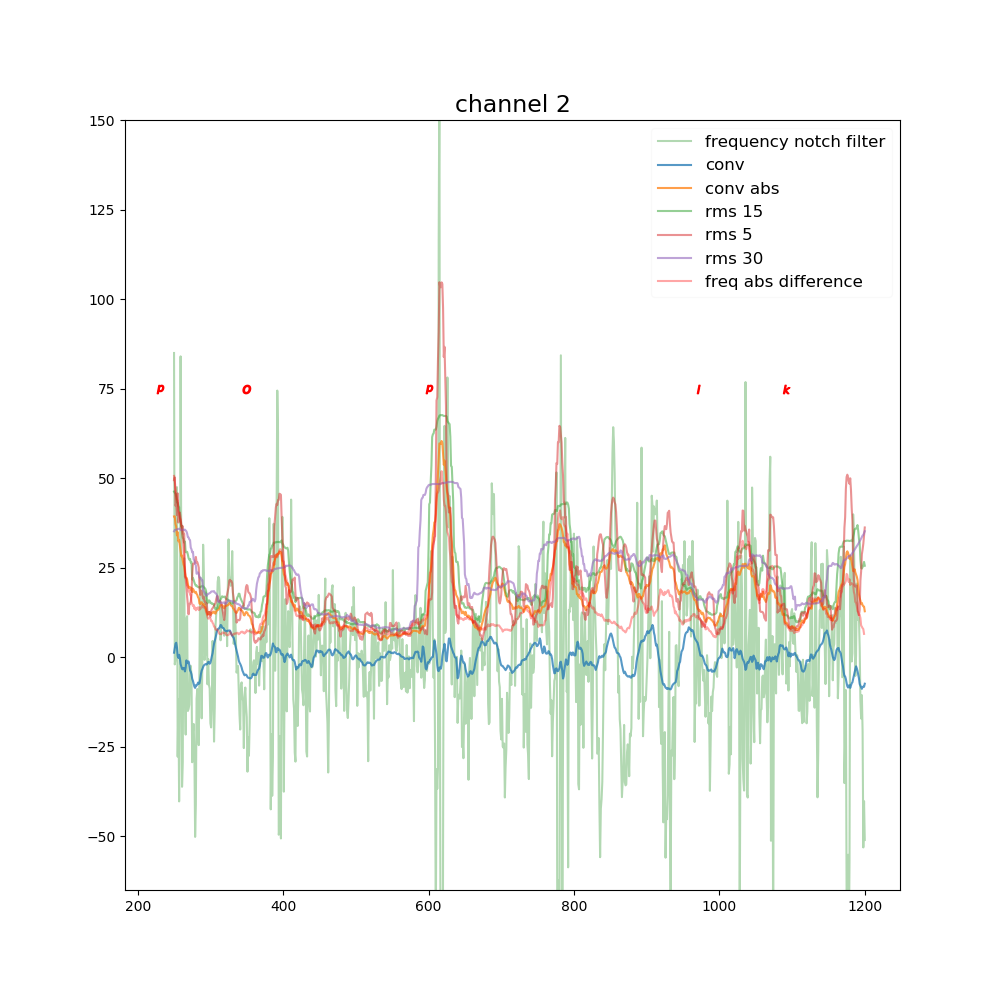 channel 2
150
125
100
75
50
25
0
−25
−50
frequency notch filter
conv
conv abs
rms 15
rms 5
rms 30
freq abs difference
p o p l k
200 400 600 800 1000 1200